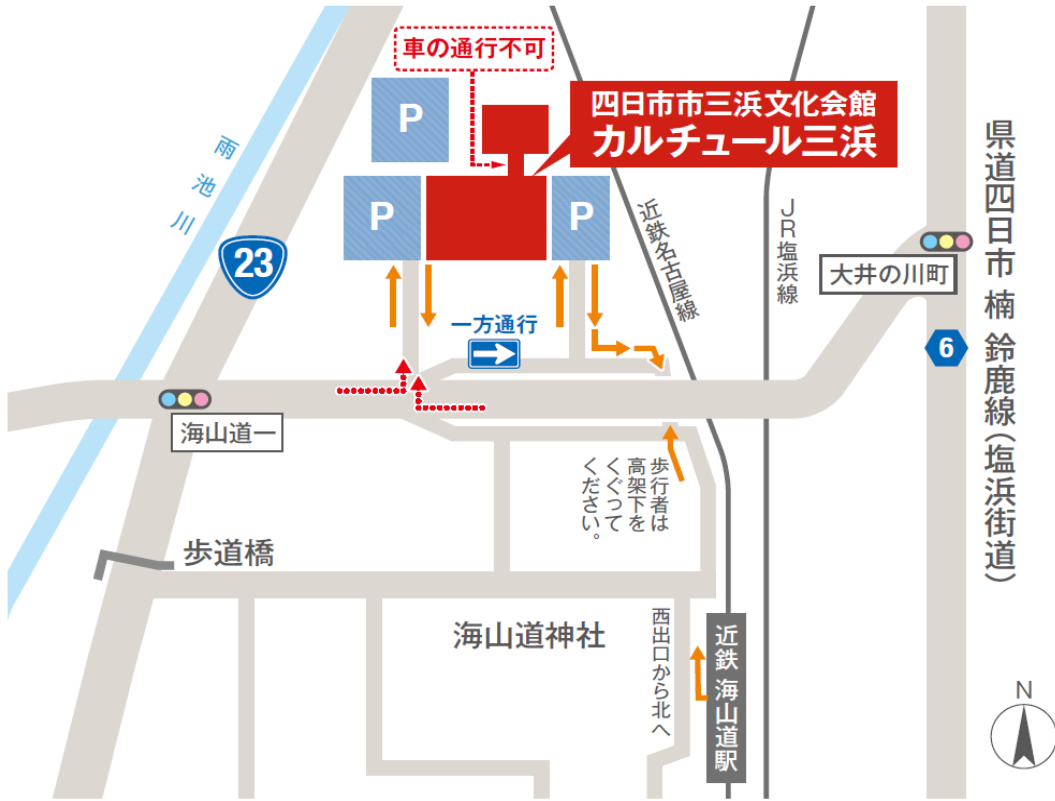 車の通行不可
四日市市三浜文化会館
カルチュール三浜
P
P
P
雨池川
23
近鉄名古屋線
JR塩浜線
大井の川町
県道四日市 楠 鈴鹿線(塩浜街道)
6
一方通行
海山道一
歩行者は
高架下を
くぐって
ください。
歩道橋
海山道神社
西出口から北へ
近鉄 海山道駅
N